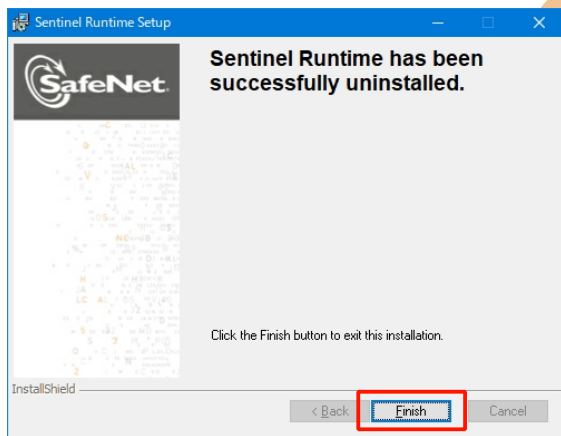 Sentinel Runtime Setup
SafeNet.
Sentinel Runtime has been
successfully uninstalled.
Click the Finish button to exit this installation.
InstallShield
< Back
Finish
Cancel